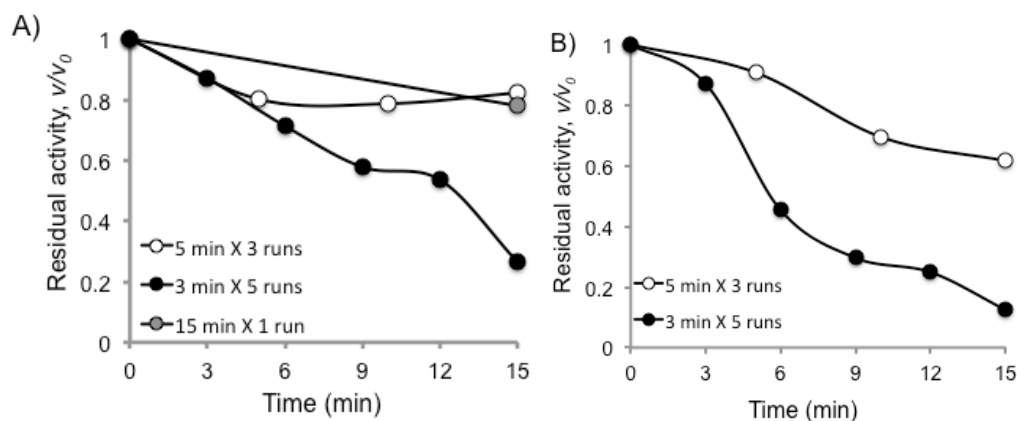 A)
Residual activity, v/v0
1
0.8
0.6
0.4
0.2
0
5 min X 3 runs
3 min X 5 runs
15 min X 1 run
0 3 6 9 12 15
Time (min)
B)
Residual activity, v/v0
1
0.8
0.6
0.4
0.2
0
5 min X 3 runs
3 min X 5 runs
0 3 6 9 12 15
Time (min)